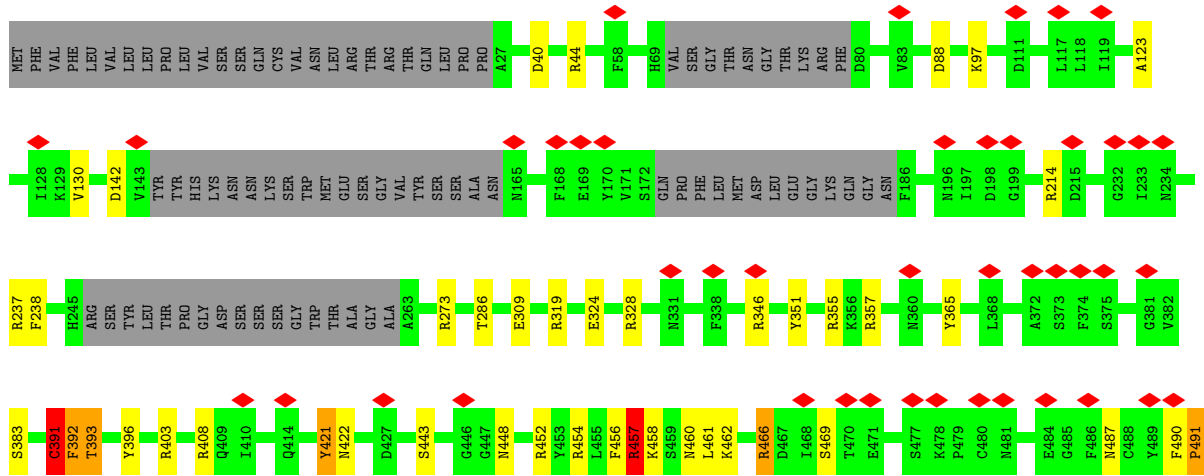 MET PHE VAL PHE LEU VAL LEU LEU PRO LEU VAL SER SER GLN CYS VAL ASN LEU ARG THR ARG THR GLN LEU PRO PRO A27 D40 R44 F58 H69 VAL SER GLY THR ASN GLY THR LYS ARG PHE D80 V83 D88 K97 D111 L117 L118 I119 A123
I128 K129 V130 D142 V143 TYR TYR HIS LYS ASN ASN LYS SER TRP MET GLU SER GLY VAL TYR SER SER ALA ASN N165 F168 E169 Y170 V171 S172 GLN PRO PHE LEU MET ASP LEU GLU GLY LYS GLN GLY ASN F186 N196 I197 D198 G199 R214 D215 G232 I233 N234
R237 F238 H245 ARG SER TYR LEU THR PRO GLY ASP SER SER SER GLY TRP THR ALA GLY ALA A263 R273 T286 E309 R319 E324 R328 N331 F338 R346 Y351 R355 K356 R357 N360 Y365 L368 A372 S373 F374 S375 G381 V382
S383 C391 F392 T393 Y396 R403 R408 Q409 I410 Q414 Y421 N422 D427 S443 G446 G447 N448 R452 Y453 R454 L455 F456 R457 K458 S459 N460 L461 K462 R466 D467 I468 S469 T470 E471 S477 K478 P479 C480 N481 E484 G485 F486 N487 C488 Y489 F490 P491